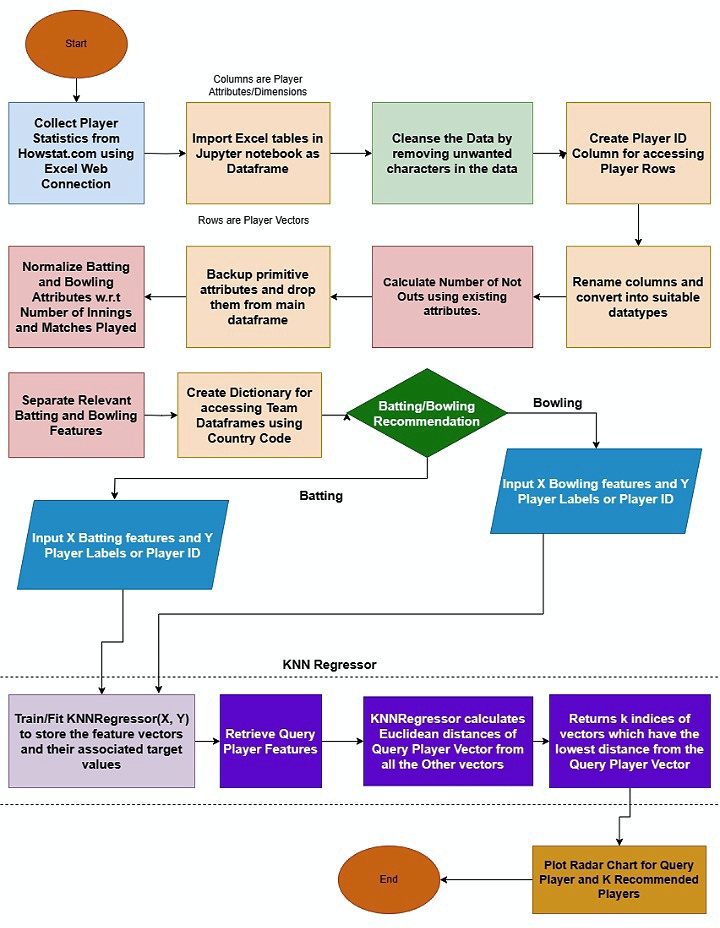 Start
Columns are Player
Attributes/Dimensions
Collect Player
Statistics from
Howstat.com using
Excel Web
Connection
Import Excel tables in
Jupyter notebook as
Dataframe
Cleanse the Data by
removing unwanted
characters in the data
Create Player ID
Column for accessing
Player Rows
Rows are Player Vectors
Normalize Batting
and Bowling
Attributes w.r.t
Number of Innings
and Matches Played
Backup primitive
attributes and drop
them from main
dataframe
Calculate Number of Not
Outs using existing
attributes.
Rename columns and
convert into suitable
datatypes
Separate Relevant
Batting and Bowling
Features
Create Dictionary for
accessing Team
Dataframes using
Country Code
Batting/Bowling
Recommendation
Bowling
Batting
Input X Bowling features and Y
Player Labels or Player ID
Input X Batting features and Y
Player Labels or Player ID
KNN Regressor
Train/Fit KNNRegressor(X, Y)
to store the feature vectors
and their associated target
values
Retrieve Query
Player Features
KNNRegressor calculates
Euclidean distances of
Query Player Vector from
all the Other vectors
Returns k indices of
vectors which have the
lowest distance from the
Query Player Vector
Plot Radar Chart for Query
Player and K Recommended
Players
End